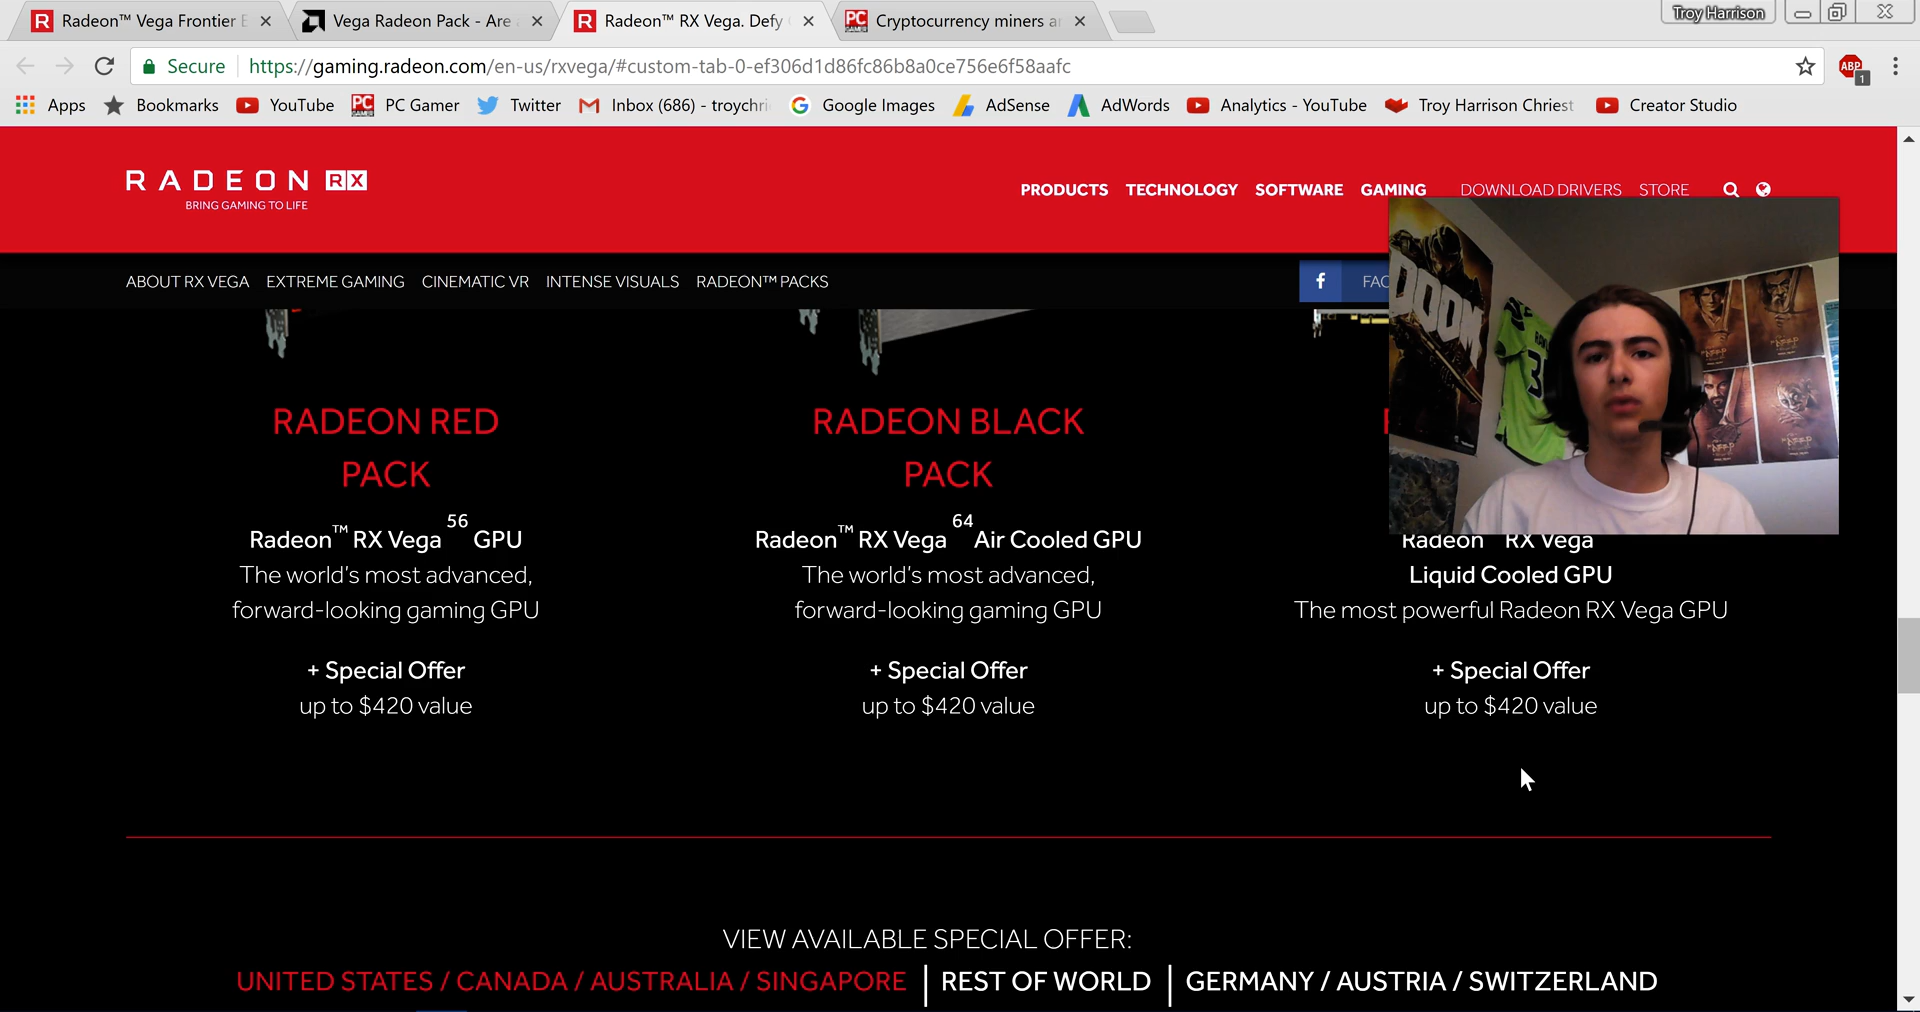 Radeon™ Vega Frontier E
Vega Radeon Pack - Are
Radeon™ RX Vega. Defy
Cryptocurrency miners a
Troy Harrison
Secure
https://gaming.radeon.com/en-us/rxvega/#custom-tab-0-ef306d1d86fc86b8a0ce756e6f58aafc
ABP
1
Apps
Bookmarks
YouTube
PC Gamer
Twitter
Inbox (686) - troychri
Google Images
AdSense
AdWords
Analytics - YouTube
Troy Harrison Chriest
Creator Studio
RADEON RX
BRING GAMING TO LIFE
PRODUCTS TECHNOLOGY SOFTWARE GAMING DOWNLOAD DRIVERS STORE
ABOUT RX VEGA EXTREME GAMING CINEMATIC VR INTENSE VISUALS RADEON™ PACKS
f FAC
DOOM
RADEON RED
PACK
Radeon™ RX Vega 56 GPU
The world's most advanced,
forward-looking gaming GPU
+ Special Offer
up to $420 value
RADEON BLACK
PACK
Radeon™ RX Vega 64 Air Cooled GPU
The world's most advanced,
forward-looking gaming GPU
+ Special Offer
up to $420 value
Radeon RX Vega
Liquid Cooled GPU
The most powerful Radeon RX Vega GPU
+ Special Offer
up to $420 value
VIEW AVAILABLE SPECIAL OFFER:
UNITED STATES / CANADA / AUSTRALIA / SINGAPORE | REST OF WORLD | GERMANY / AUSTRIA / SWITZERLAND